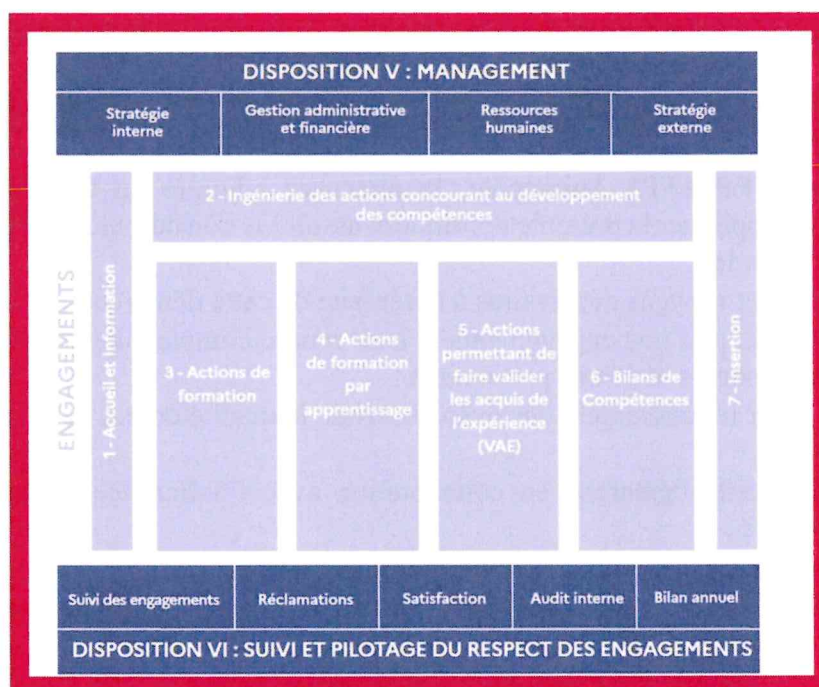 DISPOSITION V : MANAGEMENT
Stratégie
interne
Gestion administrative
et financière
Ressources
humaines
Stratégie
externe
ENGAGEMENTS
1 - Accueil et Information
2 - Ingénierie des actions concourant au développement
des compétences
3 - Actions de
formation
4 - Actions
de formation
par
apprentissage
5 - Actions
permettant de
faire valider
les acquis de
l'expérience
(VAE)
6 - Bilans de
Compétences
7 - Insertion
Suivi des engagements
Réclamations
Satisfaction
Audit interne
Bilan annuel
DISPOSITION VI : SUIVI ET PILOTAGE DU RESPECT DES ENGAGEMENTS